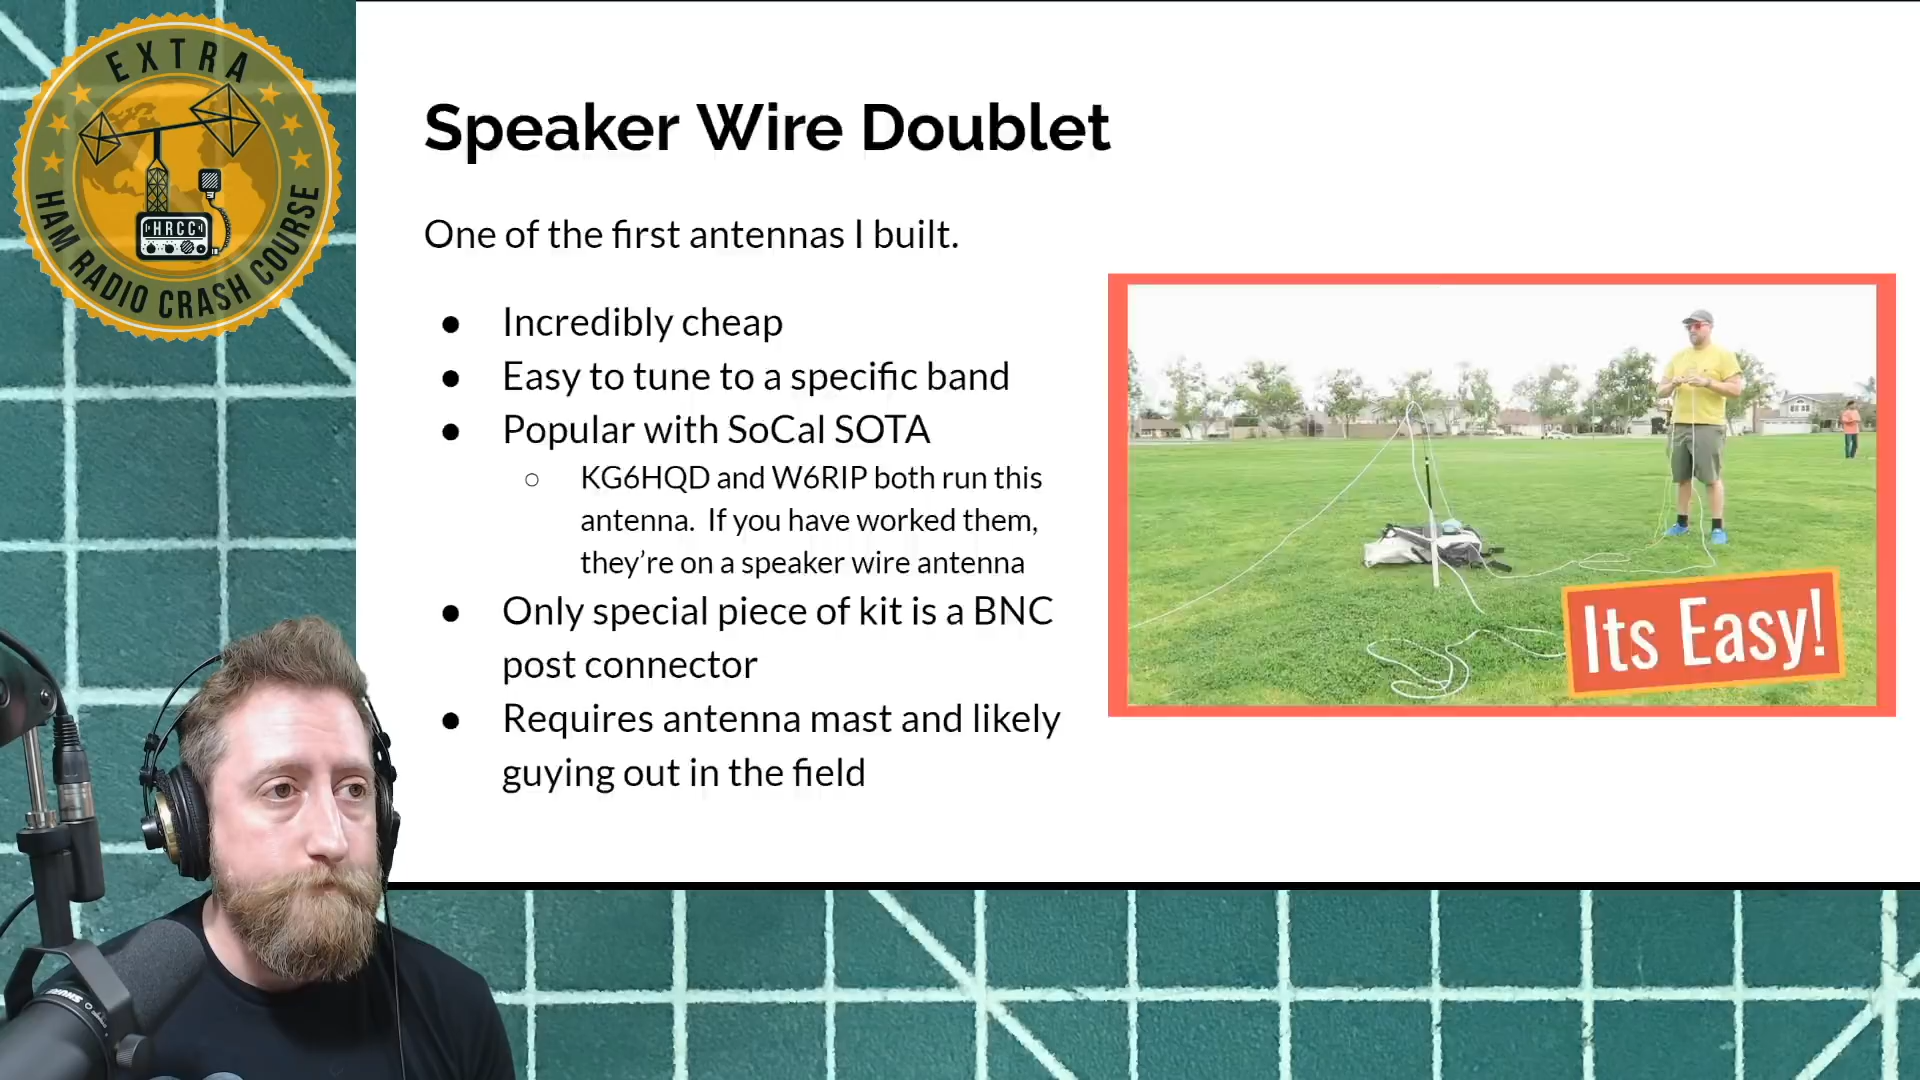 EXTRA
HRCC
HAM RADIO CRASH COURSE
Speaker Wire Doublet
One of the first antennas I built.
● Incredibly cheap
● Easy to tune to a specific band
● Popular with SoCal SOTA
○ KG6HQD and W6RIP both run this
antenna.  If you have worked them,
they’re on a speaker wire antenna
● Only special piece of kit is a BNC
post connector
● Requires antenna mast and likely
guying out in the field
Its Easy!
SHURE